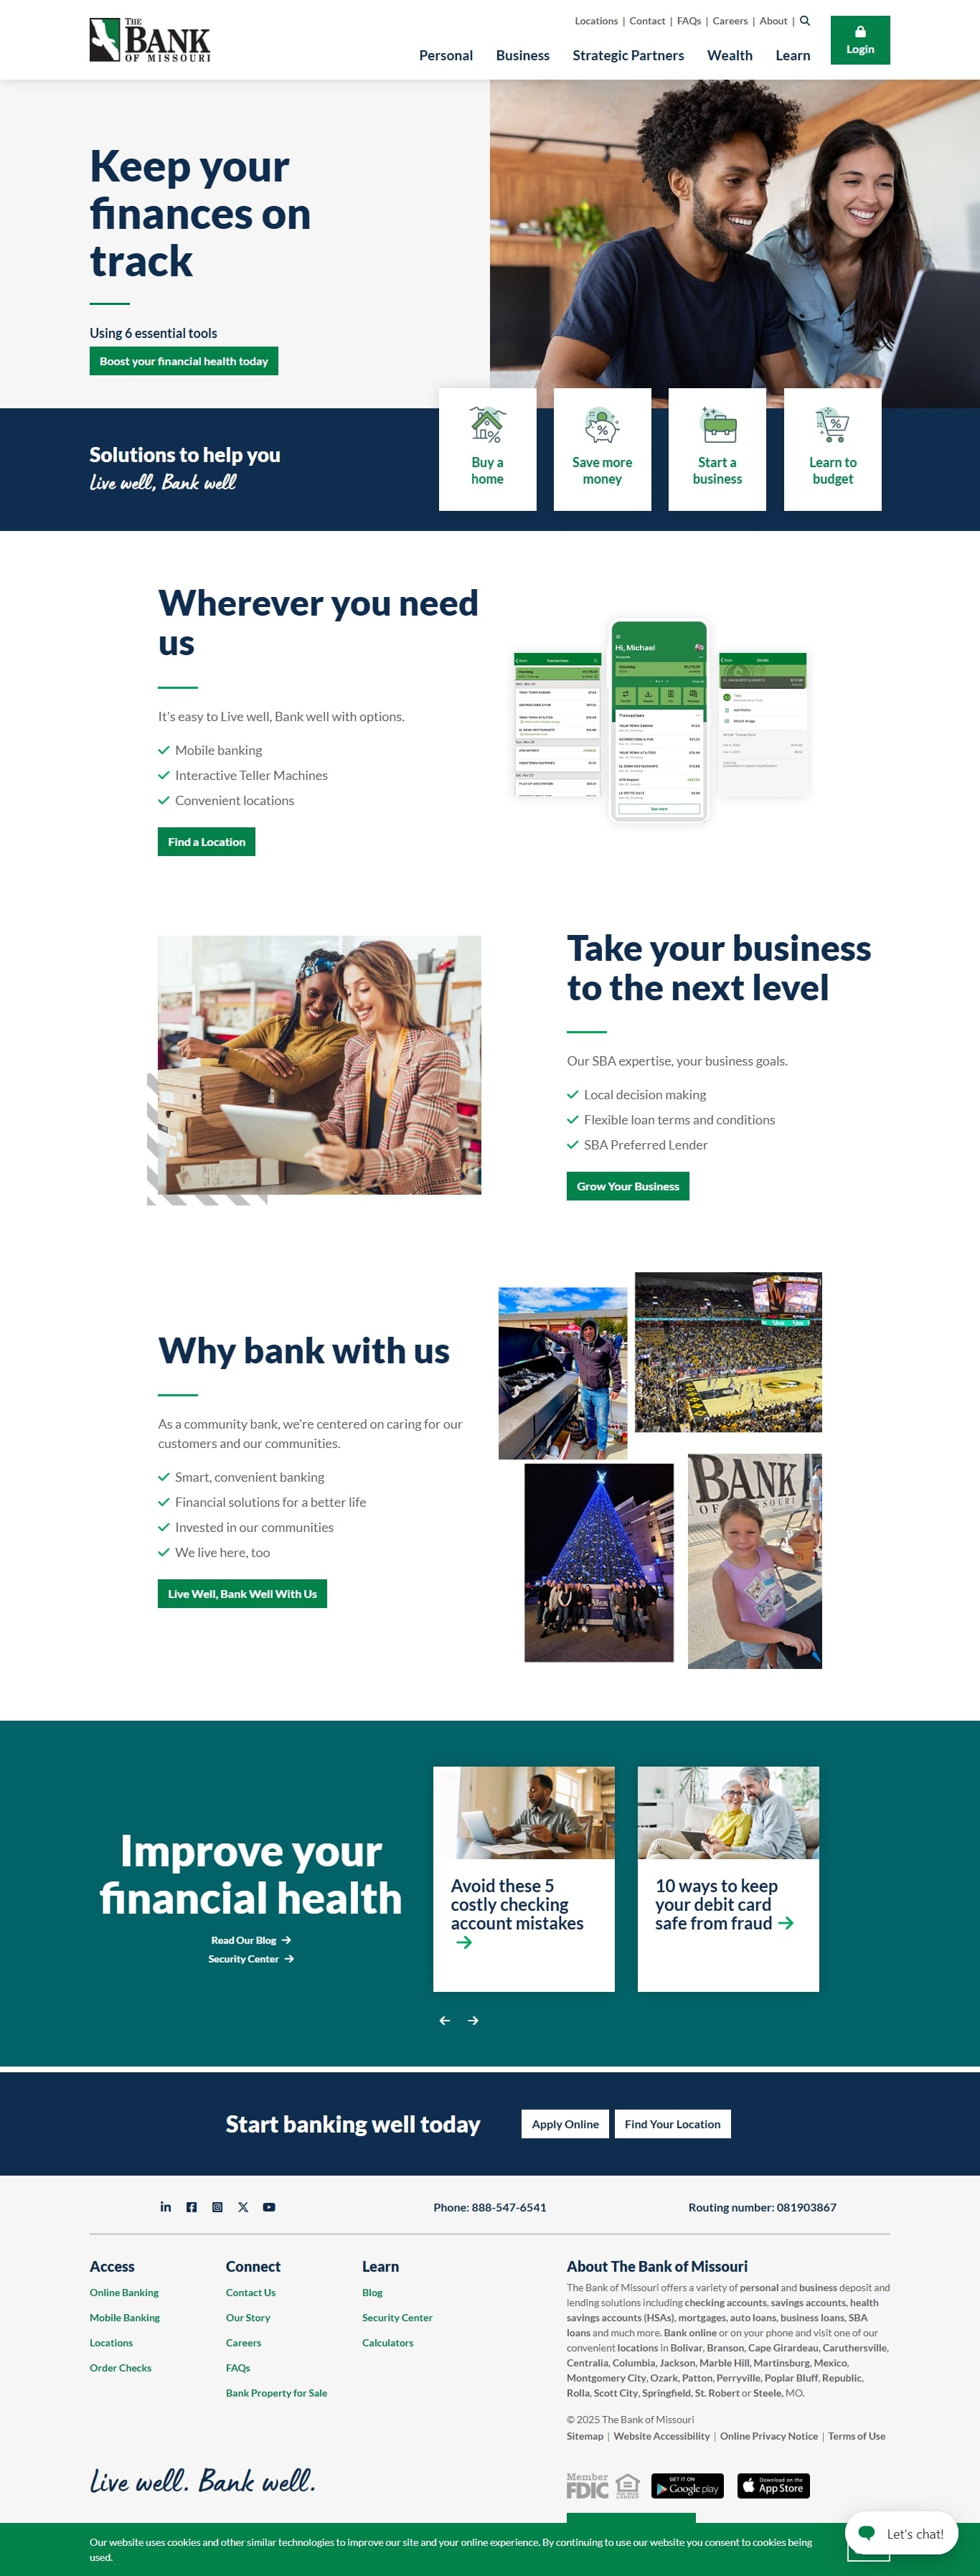 THE
BANK
OF MISSOURI
Locations | Contact | FAQs | Careers | About |
Personal Business Strategic Partners Wealth Learn
Login
Keep your
finances on
track
Using 6 essential tools
Boost your financial health today
Solutions to help you
Live well, Bank well
Buy a
home
Save more
money
Start a
business
Learn to
budget
Wherever you need
us
It's easy to Live well, Bank well with options.
Mobile banking
Interactive Teller Machines
Convenient locations
Find a Location
Hi, Michael
Checking
Transactions
See more
Take your business
to the next level
Our SBA expertise, your business goals.
Local decision making
Flexible loan terms and conditions
SBA Preferred Lender
Grow Your Business
Why bank with us
As a community bank, we're centered on caring for our
customers and our communities.
Smart, convenient banking
Financial solutions for a better life
Invested in our communities
We live here, too
Live Well, Bank Well With Us
BANK
Improve your
financial health
Read Our Blog
Security Center
Avoid these 5
costly checking
account mistakes
10 ways to keep
your debit card
safe from fraud
Start banking well today
Apply Online
Find Your Location
Phone: 888-547-6541
Routing number: 081903867
Access
Online Banking
Mobile Banking
Locations
Order Checks
Connect
Contact Us
Our Story
Careers
FAQs
Bank Property for Sale
Learn
Blog
Security Center
Calculators
About The Bank of Missouri
The Bank of Missouri offers a variety of personal and business deposit and
lending solutions including checking accounts, savings accounts, health
savings accounts (HSAs), mortgages, auto loans, business loans, SBA
loans and much more. Bank online or on your phone and visit one of our
convenient locations in Bolivar, Branson, Cape Girardeau, Caruthersville,
Centralia, Columbia, Jackson, Marble Hill, Martinsburg, Mexico,
Montgomery City, Ozark, Patton, Perryville, Poplar Bluff, Republic,
Rolla, Scott City, Springfield, St. Robert or Steele, MO.
© 2025 The Bank of Missouri
Sitemap | Website Accessibility | Online Privacy Notice | Terms of Use
Live well. Bank well.
Member
FDIC
GET IT ON
Google play
Download on the
App Store
Our website uses cookies and other similar technologies to improve our site and your online experience. By continuing to use our website you consent to cookies being
used.
Let's chat!